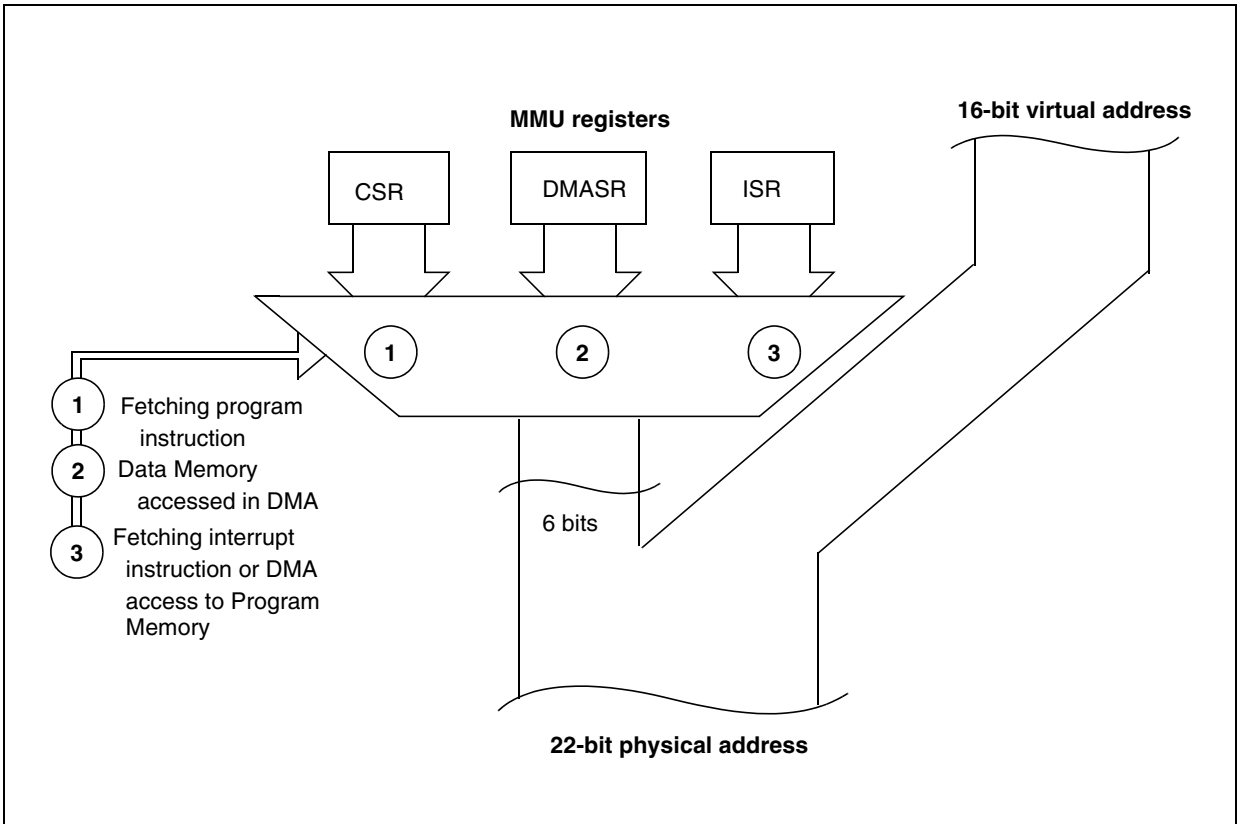 MMU registers
16-bit virtual address
CSR
DMASR
ISR
1
2
3
1
Fetching program
instruction
2
Data Memory
accessed in DMA
3
Fetching interrupt
instruction or DMA
access to Program
Memory
6 bits
22-bit physical address